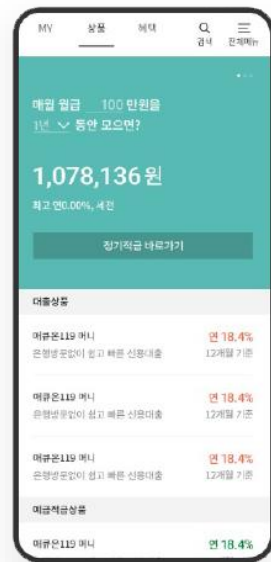 MY 상품 혜택 검색 전체메뉴
매월 월급 100 만원을
1년 동안 모으면?
1,078,136원
최고 연0.00%, 세전
정기적금 바로가기
대출상품
애큐온119 머니 연 18.4%
은행방문없이 쉽고 빠른 신용대출 12개월 기준
애큐온119 머니 연 18.4%
은행방문없이 쉽고 빠른 신용대출 12개월 기준
애큐온119 머니 연 18.4%
은행방문없이 쉽고 빠른 신용대출 12개월 기준
예금적금상품
애큐온119 머니 연 18.4%